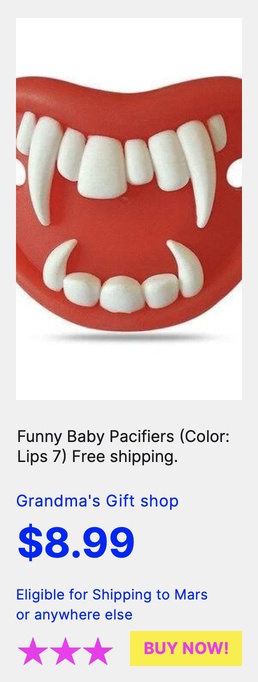 Funny Baby Pacifiers (Color:
Lips 7) Free shipping.
Grandma's Gift shop
$8.99
Eligible for Shipping to Mars
or anywhere else
BUY NOW!